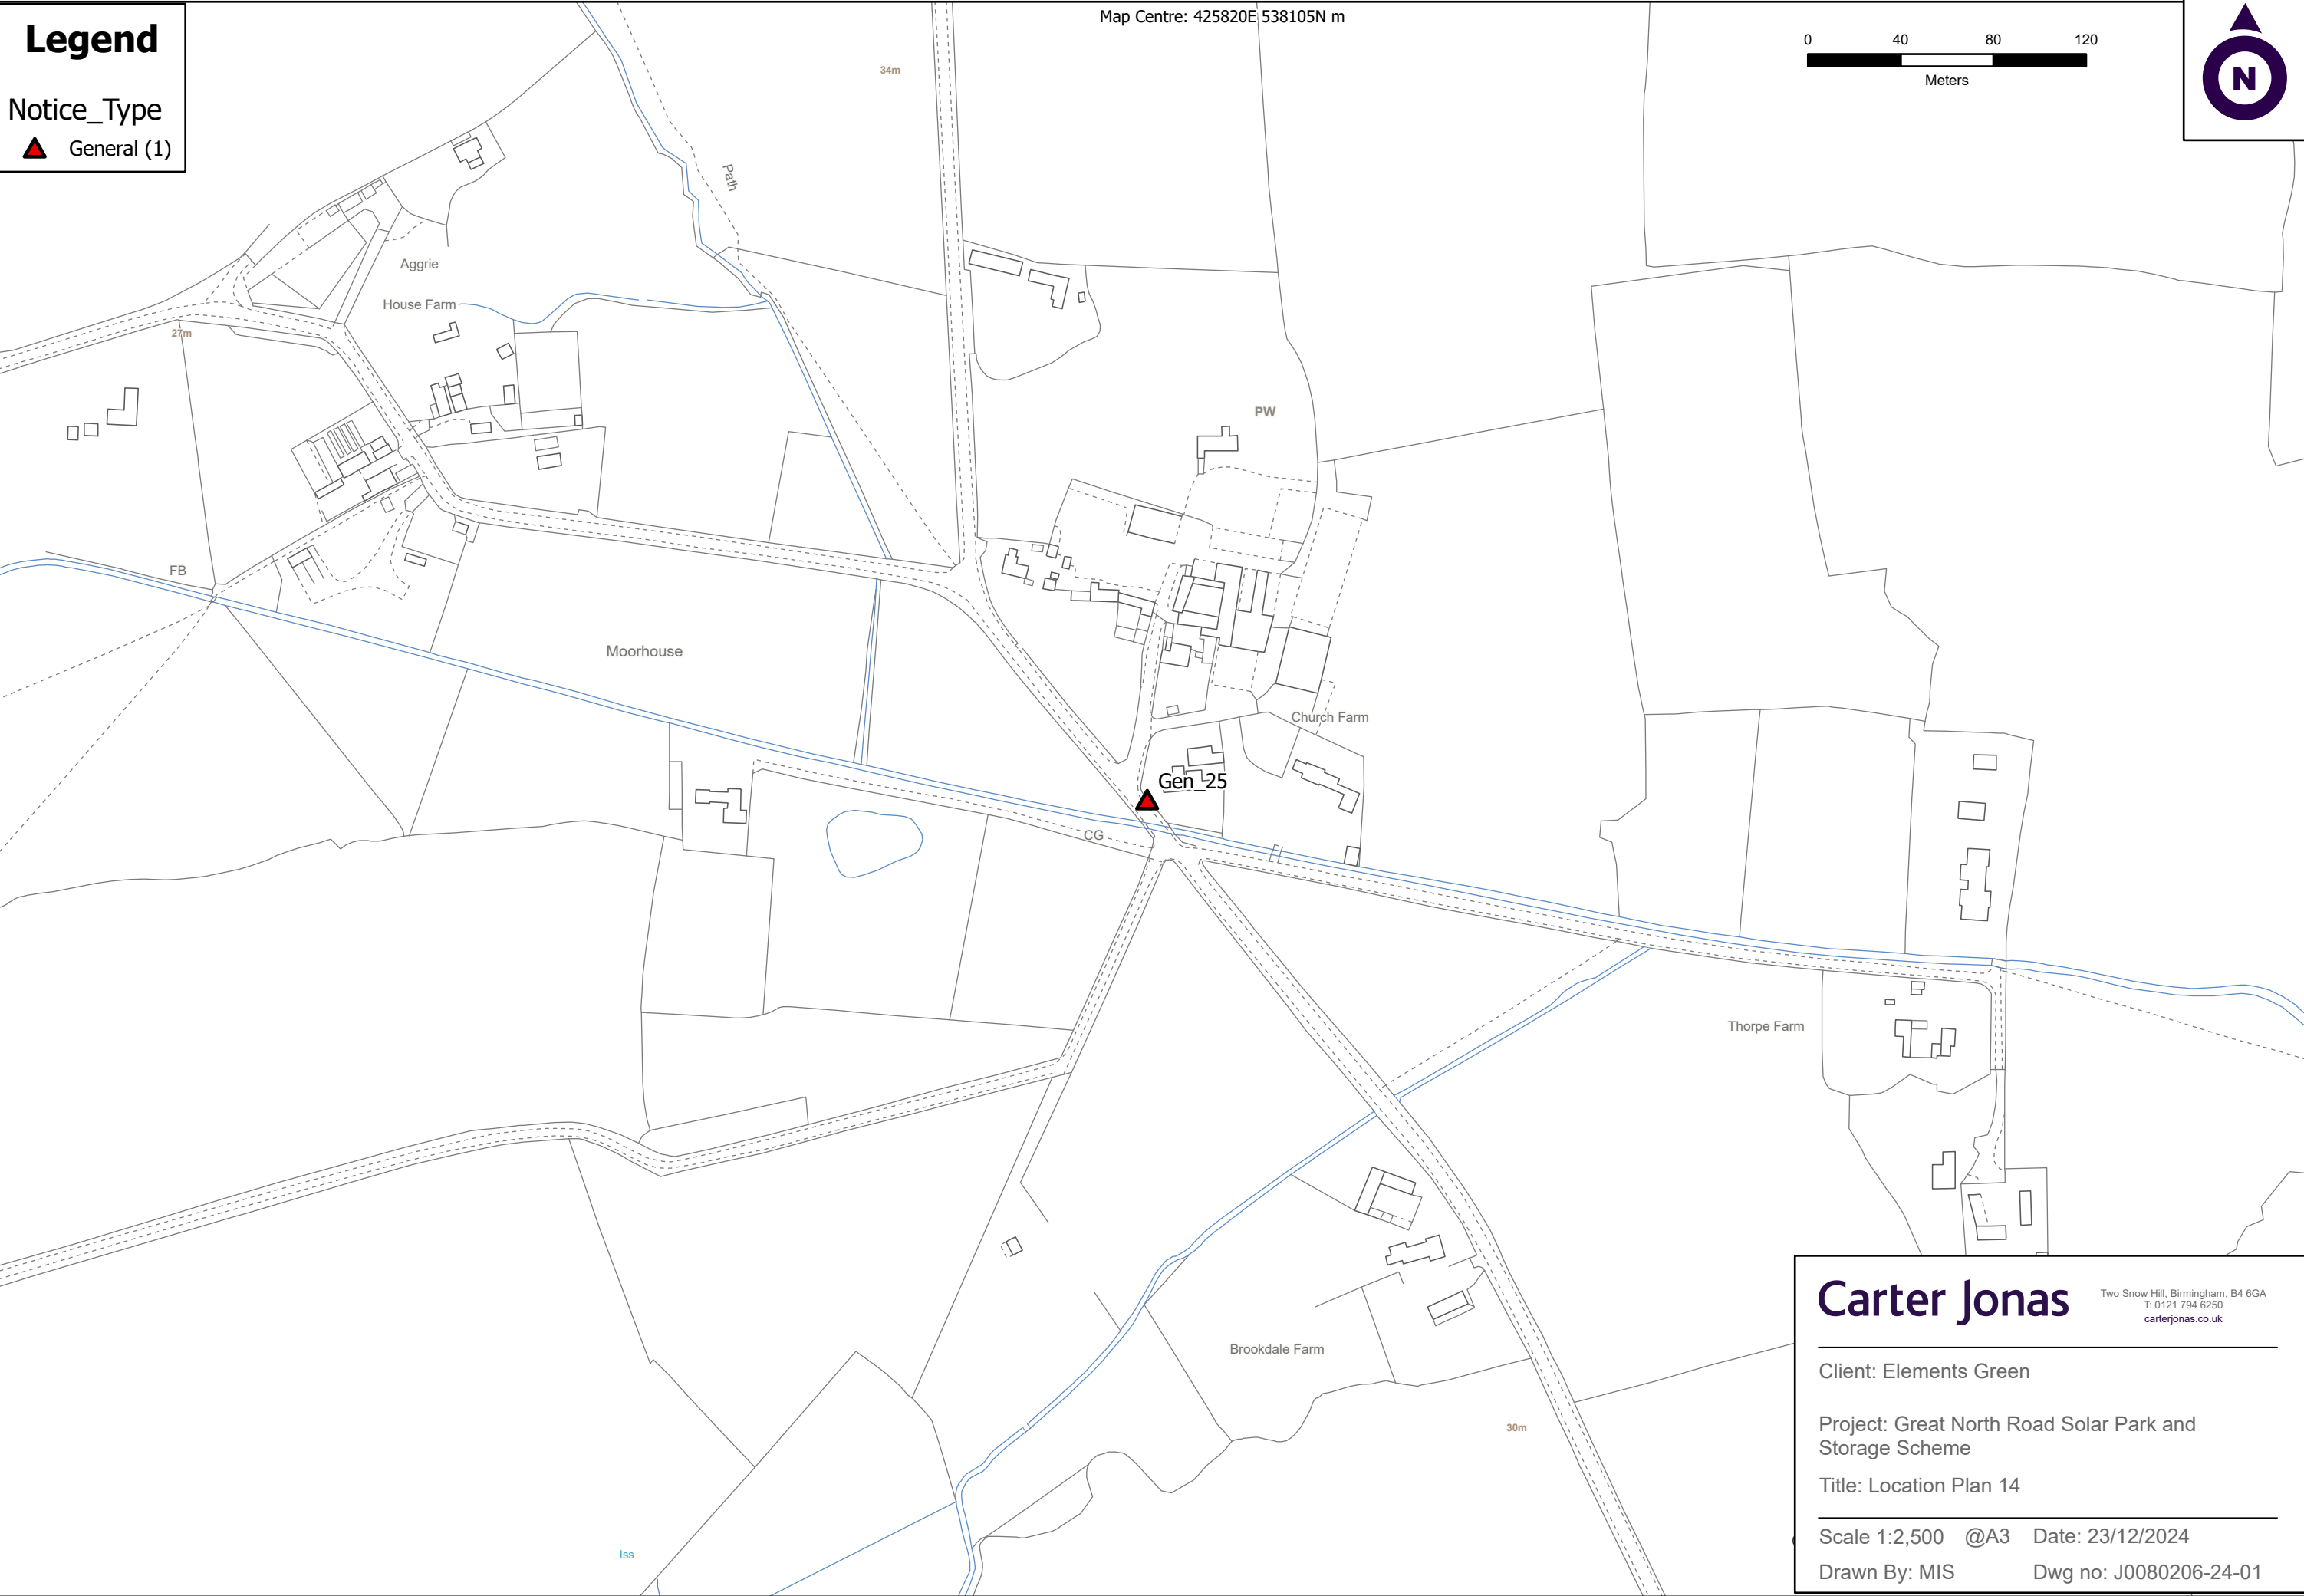 Legend
Notice_Type
General (1)
Map Centre: 425820E 538105N m
0 40 80 120
Meters
N
34m
Path
Aggrie
House Farm
27m
PW
FB
Moorhouse
Church Farm
Gen_25
CG
Thorpe Farm
Brookdale Farm
30m
Iss
Carter Jonas
Two Snow Hill, Birmingham, B4 6GA
T: 0121 794 6250
carterjonas.co.uk
Client: Elements Green
Project: Great North Road Solar Park and
Storage Scheme
Title: Location Plan 14
Scale 1:2,500 @A3 Date: 23/12/2024
Drawn By: MIS Dwg no: J0080206-24-01